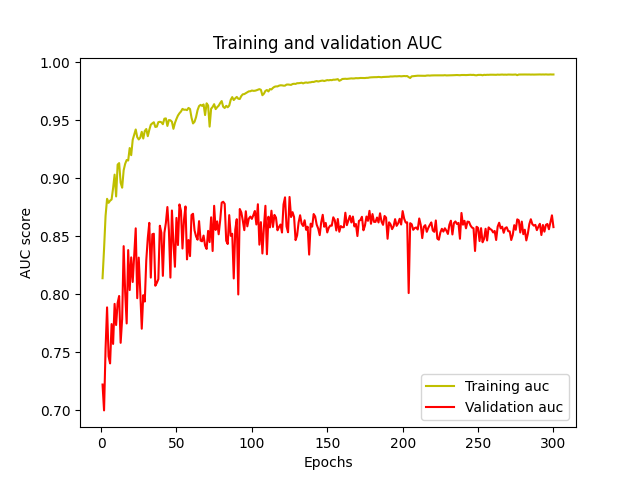 Training and validation AUC
AUC score
1.00
0.95
0.90
0.85
0.80
0.75
0.70
0 50 100 150 200 250 300
Epochs
Training auc
Validation auc